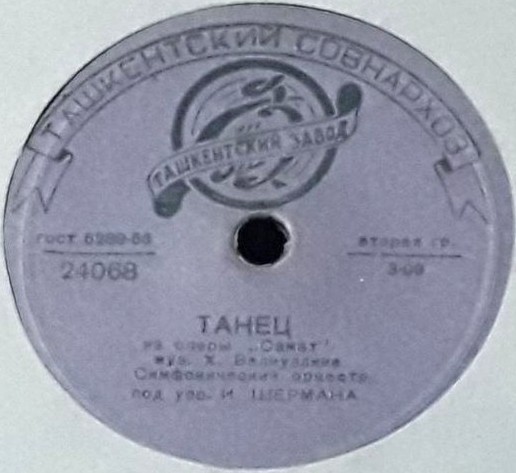 ТАШКЕНТСКИЙ СОВНАРХОЗ
ТАШКЕНТСКИЙ ЗАВОД
гост 5289-56
24068
вторая гр.
3-09
ТАНЕЦ
из оперы „Самат"
муз. Х. Валиуллина
Симфонический оркестр
под упр. И. ШЕРМАНА